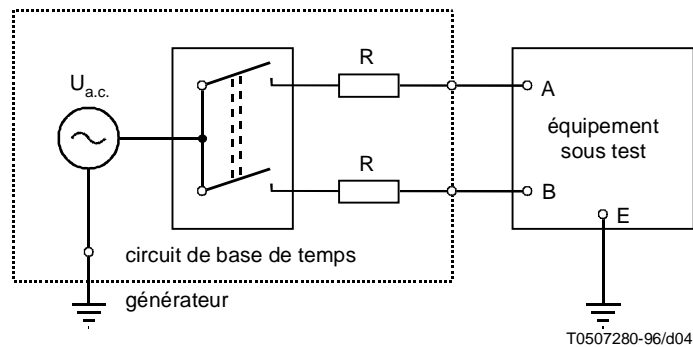 U a.c.
R
A
équipement
sous test
R
B
E
circuit de base de temps
générateur
T0507280-96/d04